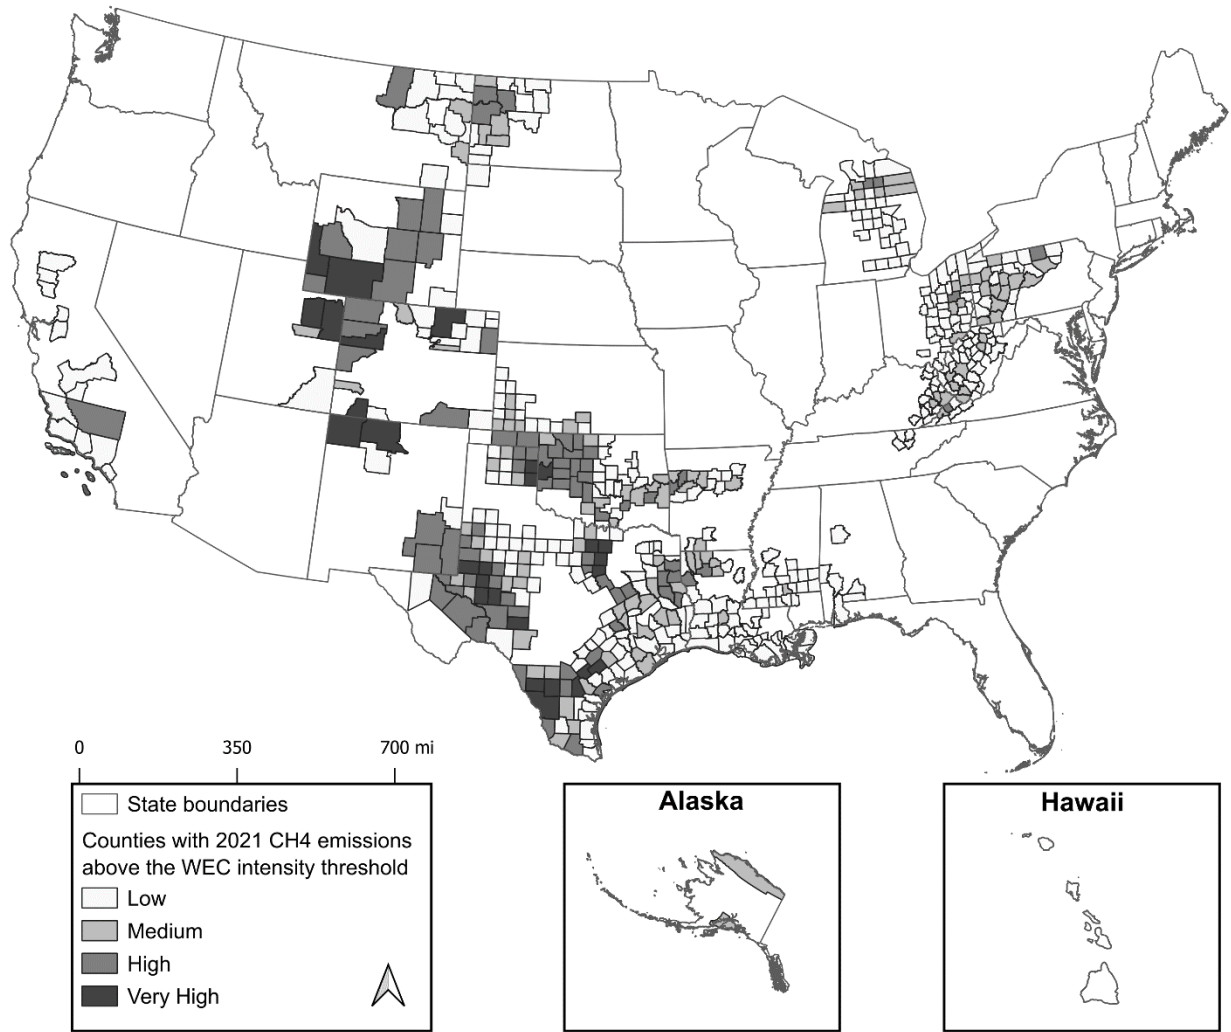 0 350 700 mi
State boundaries
Counties with 2021 CH4 emissions
above the WEC intensity threshold
Low
Medium
High
Very High
Alaska
Hawaii